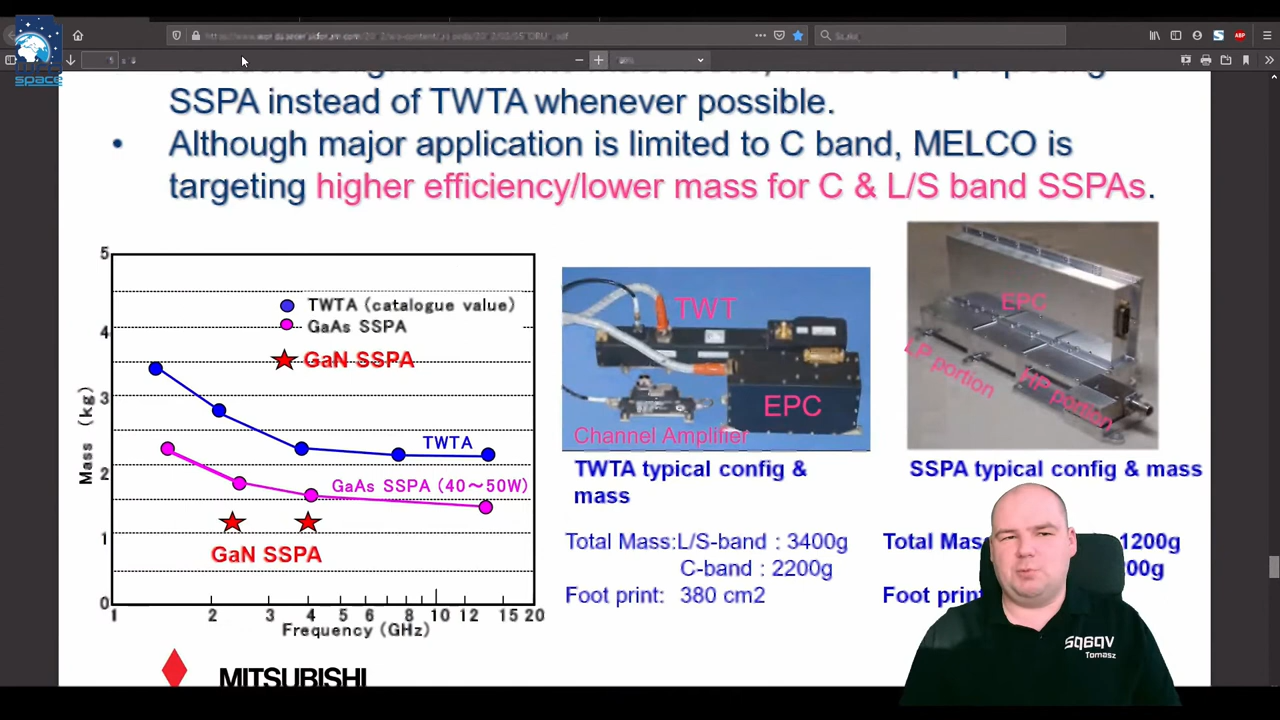 space
SSPA instead of TWTA whenever possible.
• Although major application is limited to C band, MELCO is
targeting higher efficiency/lower mass for C & L/S band SSPAs.
5
4
3
2
1
0
Mass (kg)
TWTA (catalogue value)
GaAs SSPA
GaN SSPA
TWTA
GaAs SSPA (40～50W)
GaN SSPA
1 2 3 4 5 6 8 10 12 15 20
Frequency (GHz)
TWT
EPC
Channel Amplifier
EPC
LP portion
HP portion
TWTA typical config &
mass
Total Mass:L/S-band : 3400g
C-band : 2200g
Foot print: 380 cm2
SSPA typical config & mass
Total Mas 1200g
00g
Foot prin
sq6qv
Tomasz
MITSUBISHI